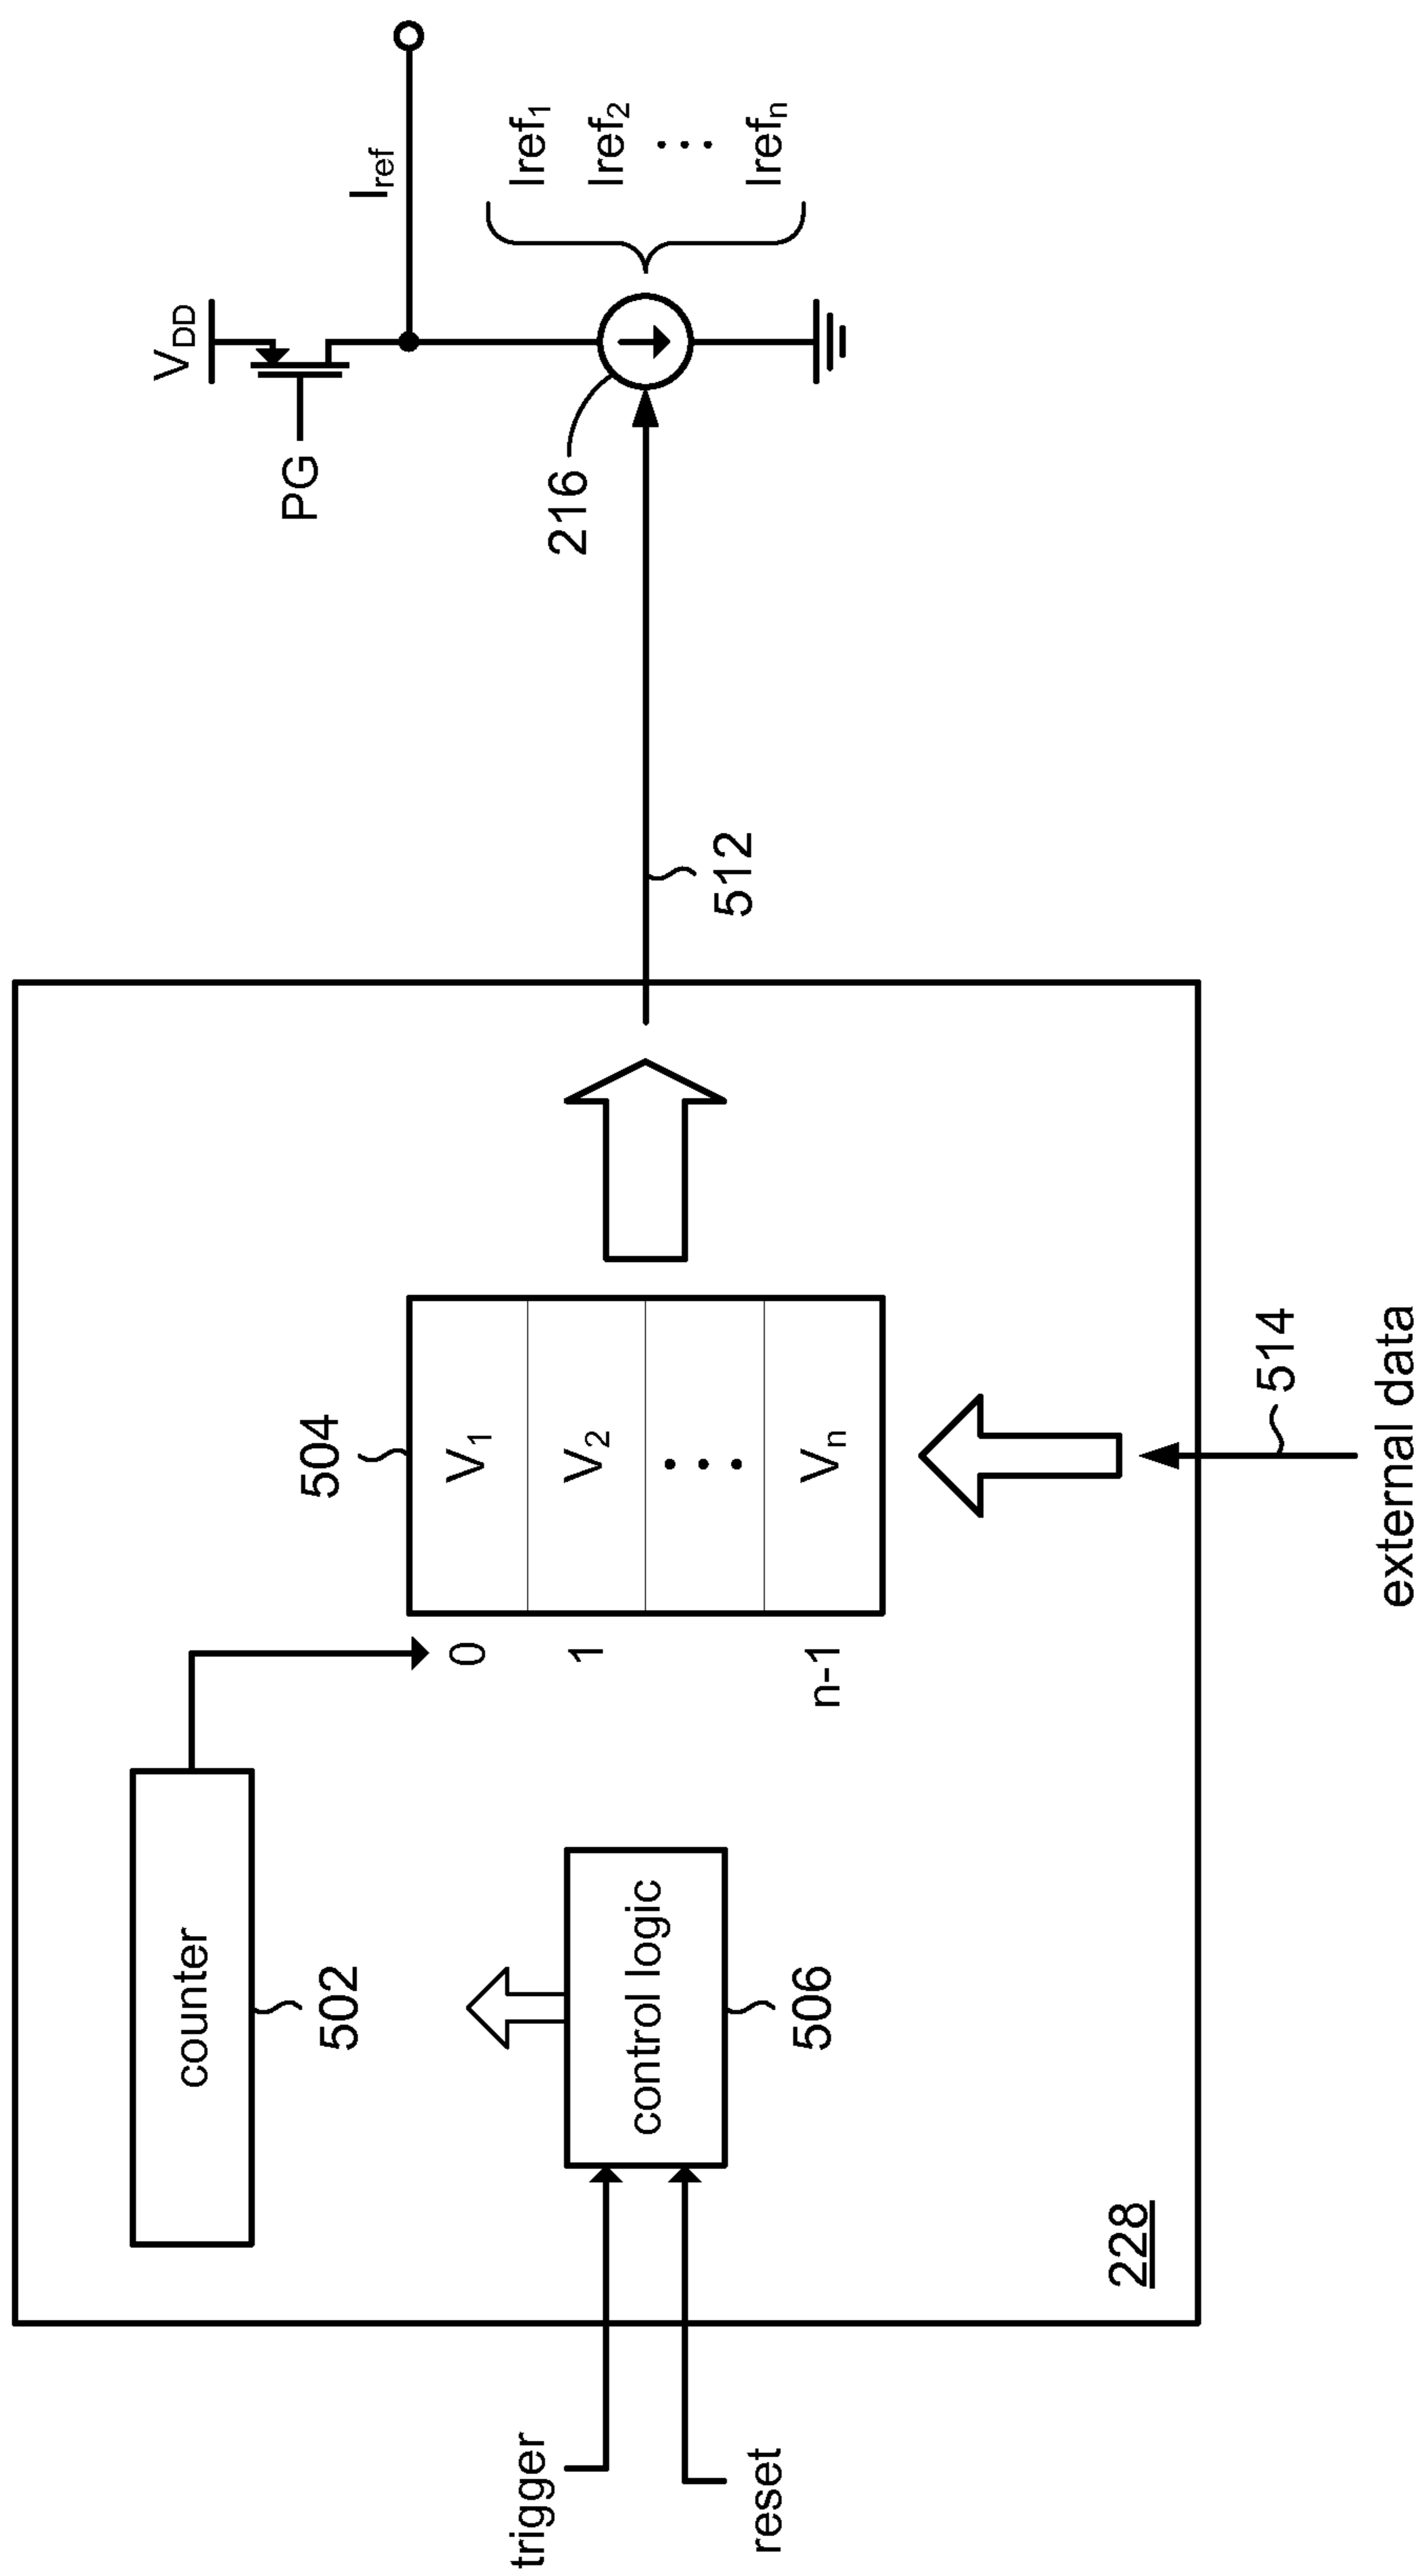 trigger
reset
counter
502
control logic
506
228
504
0
1
n-1
V1
V2
• • •
Vn
514
external data
512
VDD
PG
Iref
216
Iref1
Iref2
• • •
Irefn